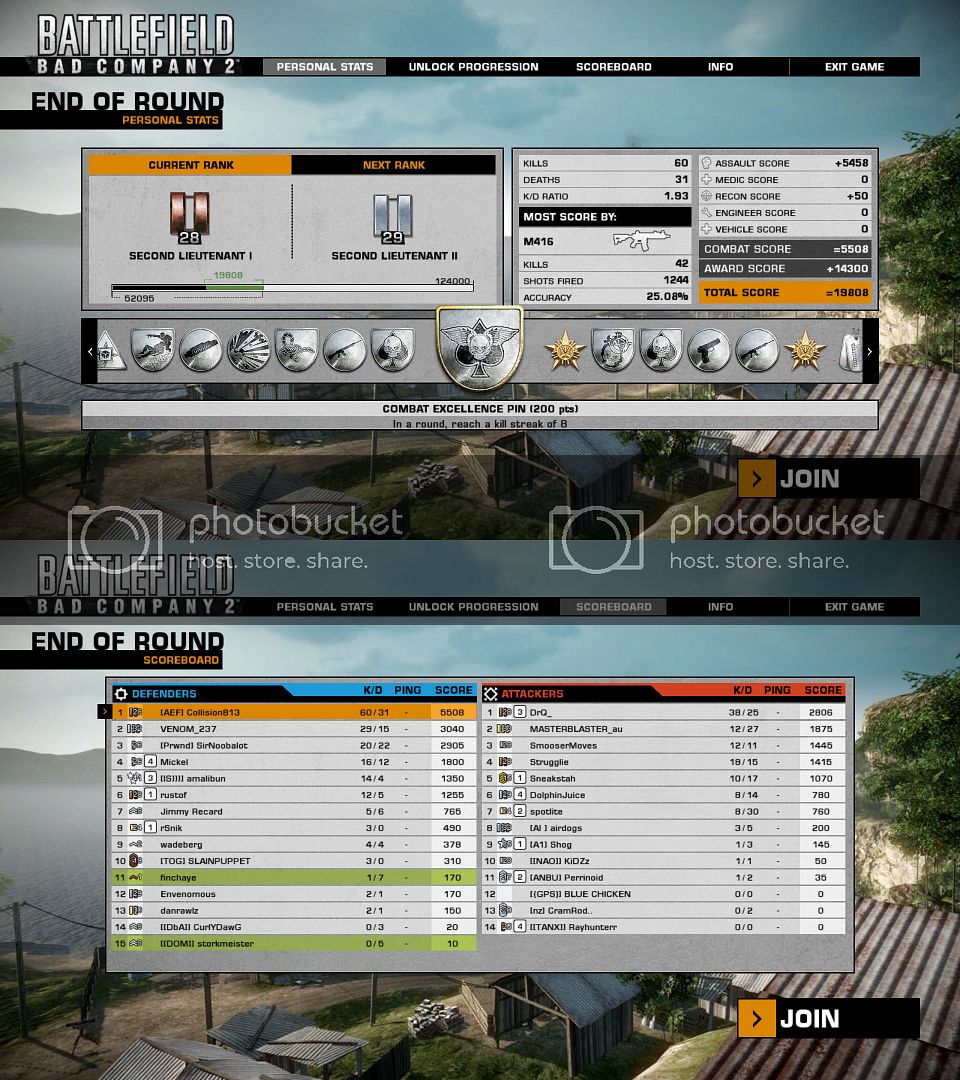 BATTLEFIELD
BAD COMPANY 2
PERSONAL STATS UNLOCK PROGRESSION SCOREBOARD INFO EXIT GAME
END OF ROUND
PERSONAL STATS
CURRENT RANK NEXT RANK
28 29
SECOND LIEUTENANT I SECOND LIEUTENANT II
19808
124000
52095
KILLS 60
DEATHS 31
K/D RATIO 1.93
MOST SCORE BY:
M416
KILLS 42
SHOTS FIRED 1244
ACCURACY 25.08%
ASSAULT SCORE +5458
MEDIC SCORE 0
RECON SCORE +50
ENGINEER SCORE 0
VEHICLE SCORE 0
COMBAT SCORE =5508
AWARD SCORE +14300
TOTAL SCORE =19808
COMBAT EXCELLENCE PIN (200 pts)
In a round, reach a kill streak of 8
JOIN
photobucket photobucket
host. store. share. host. store. share.
BATTLEFIELD
BAD COMPANY 2
PERSONAL STATS UNLOCK PROGRESSION SCOREBOARD INFO EXIT GAME
END OF ROUND
SCOREBOARD
DEFENDERS K/D PING SCORE
1 [AEF] Collision813 60/31 - 5508
2 VENOM_237 29/15 - 3040
3 [Prwnd] SirNoobalot 20/22 - 2905
4 4 Mickel 16/12 - 1800
5 3 [IS)))] amalibun 14/4 - 1350
6 1 rustof 12/5 - 1255
7 Jimmy Recard 5/6 - 765
8 1 rSnik 3/0 - 490
9 wadeberg 4/4 - 378
10 [TOG] SLAINPUPPET 3/0 - 310
11 finchaye 1/7 - 170
12 Envenomous 2/1 - 170
13 danrawlz 2/1 - 150
14 [[DbA]] CurlYDawG 0/3 - 20
15 [[DOM]] storkmeister 0/5 - 10
ATTACKERS K/D PING SCORE
1 3 DrQ_ 38/25 - 2806
2 MASTERBLASTER_au 12/27 - 1875
3 SmooserMoves 12/11 - 1445
4 Strugglie 18/15 - 1415
5 1 Sneakstah 10/17 - 1070
6 4 DolphinJuice 8/14 - 780
7 2 spotlite 8/30 - 760
8 [AI ] airdogs 3/5 - 200
9 1 [A1] Shog 1/3 - 145
10 [[NAO]] KiDZz 1/1 - 50
11 2 [ANBU] Perrinoid 1/2 - 35
12 [(GPS)] BLUE CHICKEN 0/0 - 0
13 [nz] CramRod.. 0/2 - 0
14 4 [[TANX]] Rayhunterr 0/0 - 0
JOIN